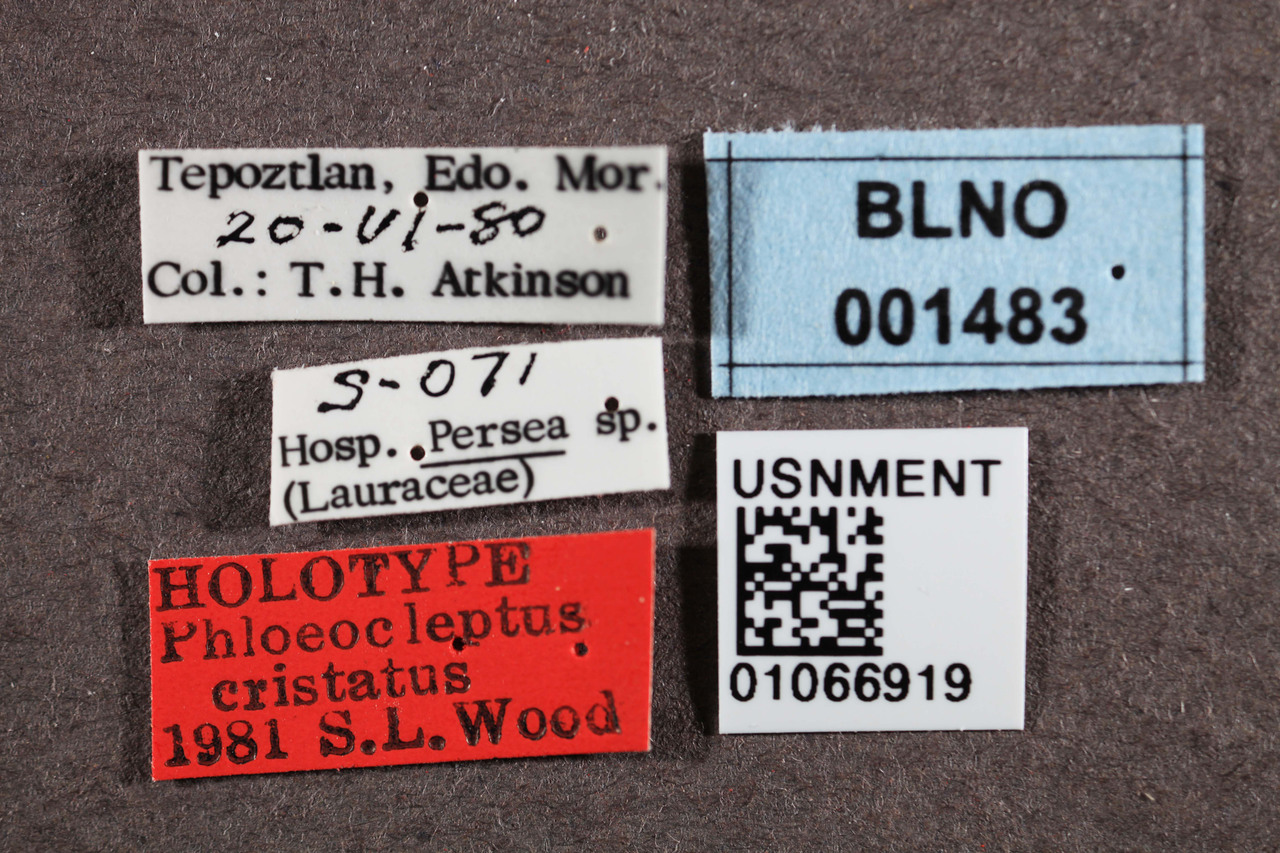 Tepoztlan, Edo. Mor.
20-VI-80
Col.: T.H. Atkinson
S-071
Hosp. Persea sp.
(Lauraceae)
HOLOTYPE
Phloeocleptus
cristatus
1981 S.L. Wood
BLNO
001483
USNMENT
01066919